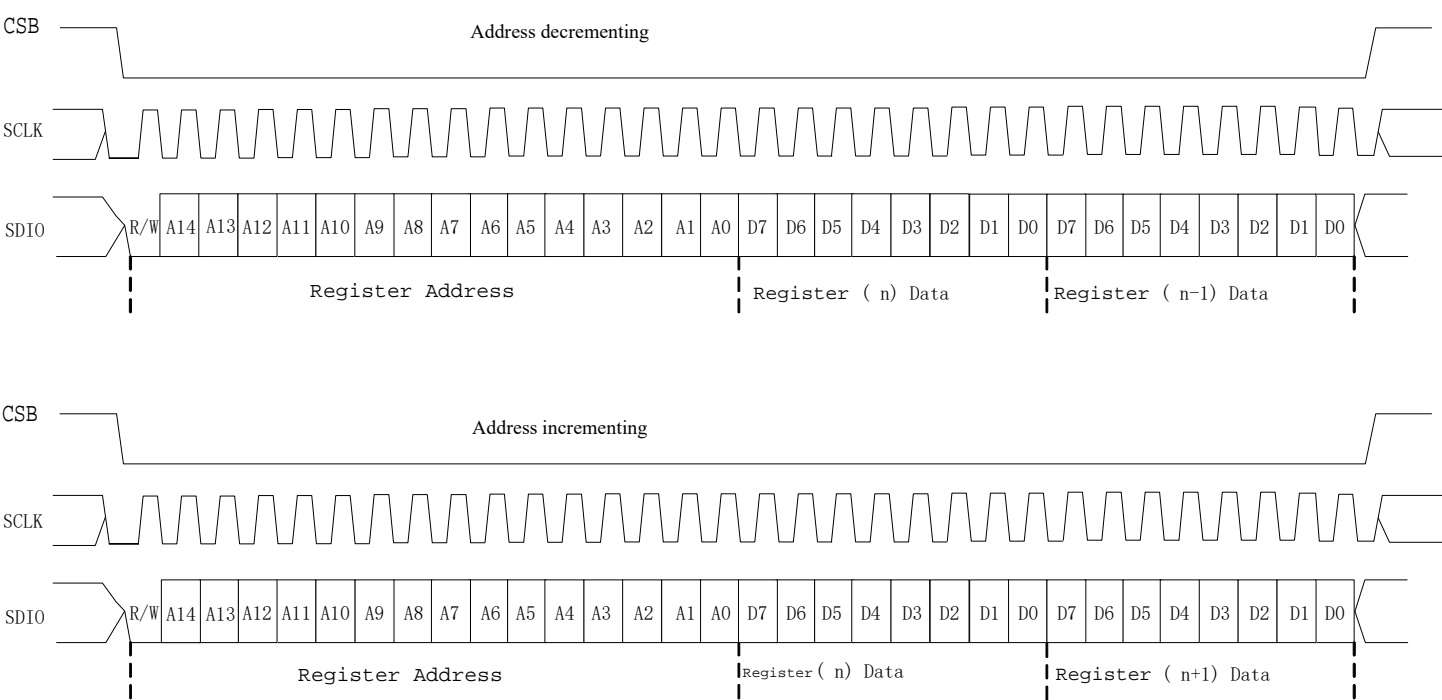 CSB
Address decrementing
SCLK
SDIO
R/W A14 A13 A12 A11 A10 A9 A8 A7 A6 A5 A4 A3 A2 A1 A0 D7 D6 D5 D4 D3 D2 D1 D0 D7 D6 D5 D4 D3 D2 D1 D0
Register Address
Register ( n) Data
Register ( n-1) Data
CSB
Address incrementing
SCLK
SDIO
R/W A14 A13 A12 A11 A10 A9 A8 A7 A6 A5 A4 A3 A2 A1 A0 D7 D6 D5 D4 D3 D2 D1 D0 D7 D6 D5 D4 D3 D2 D1 D0
Register Address
Register( n) Data
Register ( n+1) Data